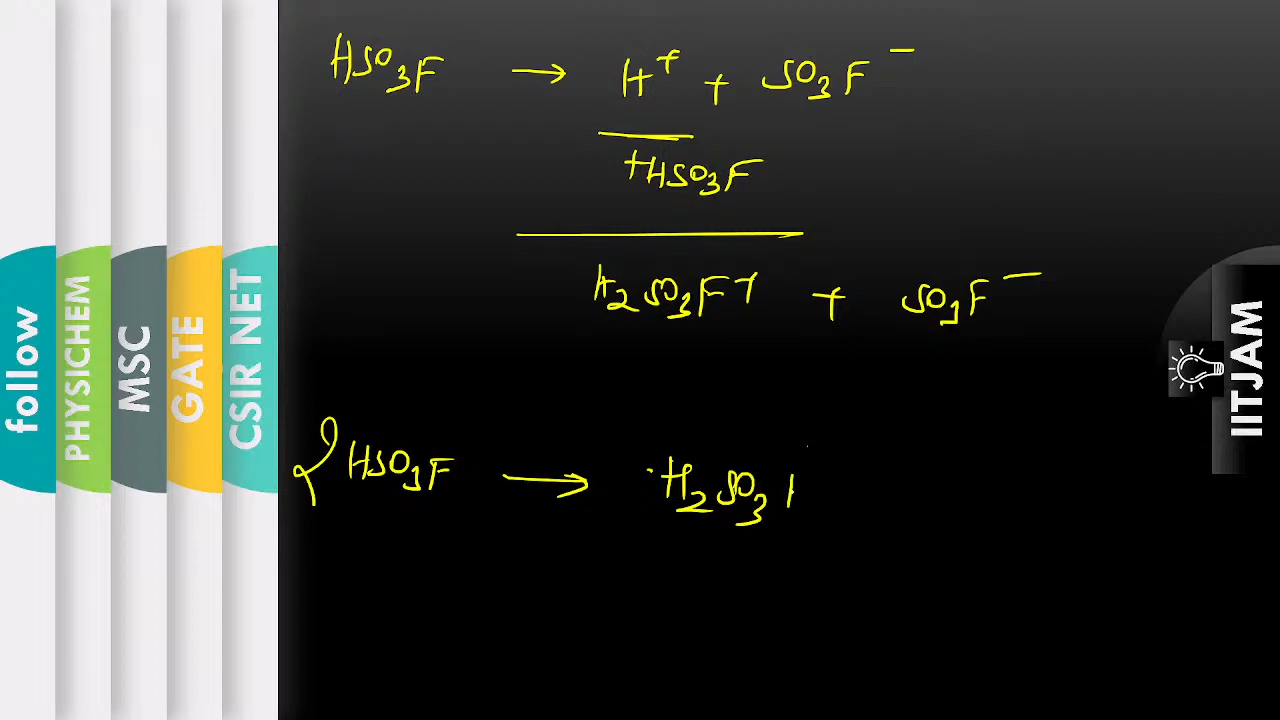 HSO₃F → H⁺ + SO₃F⁻
+HSO₃F
H₂SO₃F⁺ + SO₃F⁻
2HSO₃F → H₂SO₃
follow
PHYSICHEM
MSC
GATE
CSIR NET
IITJAM